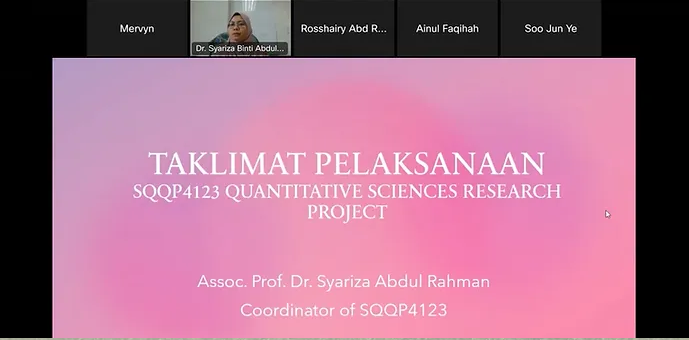 Mervyn
Dr. Syariza Binti Abdul...
Rosshairy Abd R...
Ainul Faqihah
Soo Jun Ye
TAKLIMAT PELAKSANAAN
SQQP4123 QUANTITATIVE SCIENCES RESEARCH
PROJECT
Assoc. Prof. Dr. Syariza Abdul Rahman
Coordinator of SQQP4123